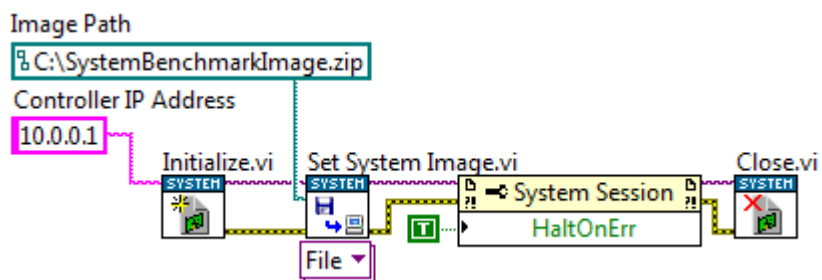 Image Path
C:\SystemBenchmarkImage.zip
Controller IP Address
10.0.0.1
Initialize.vi Set System Image.vi Close.vi
SYSTEM SYSTEM System Session SYSTEM
T HaltOnErr
File